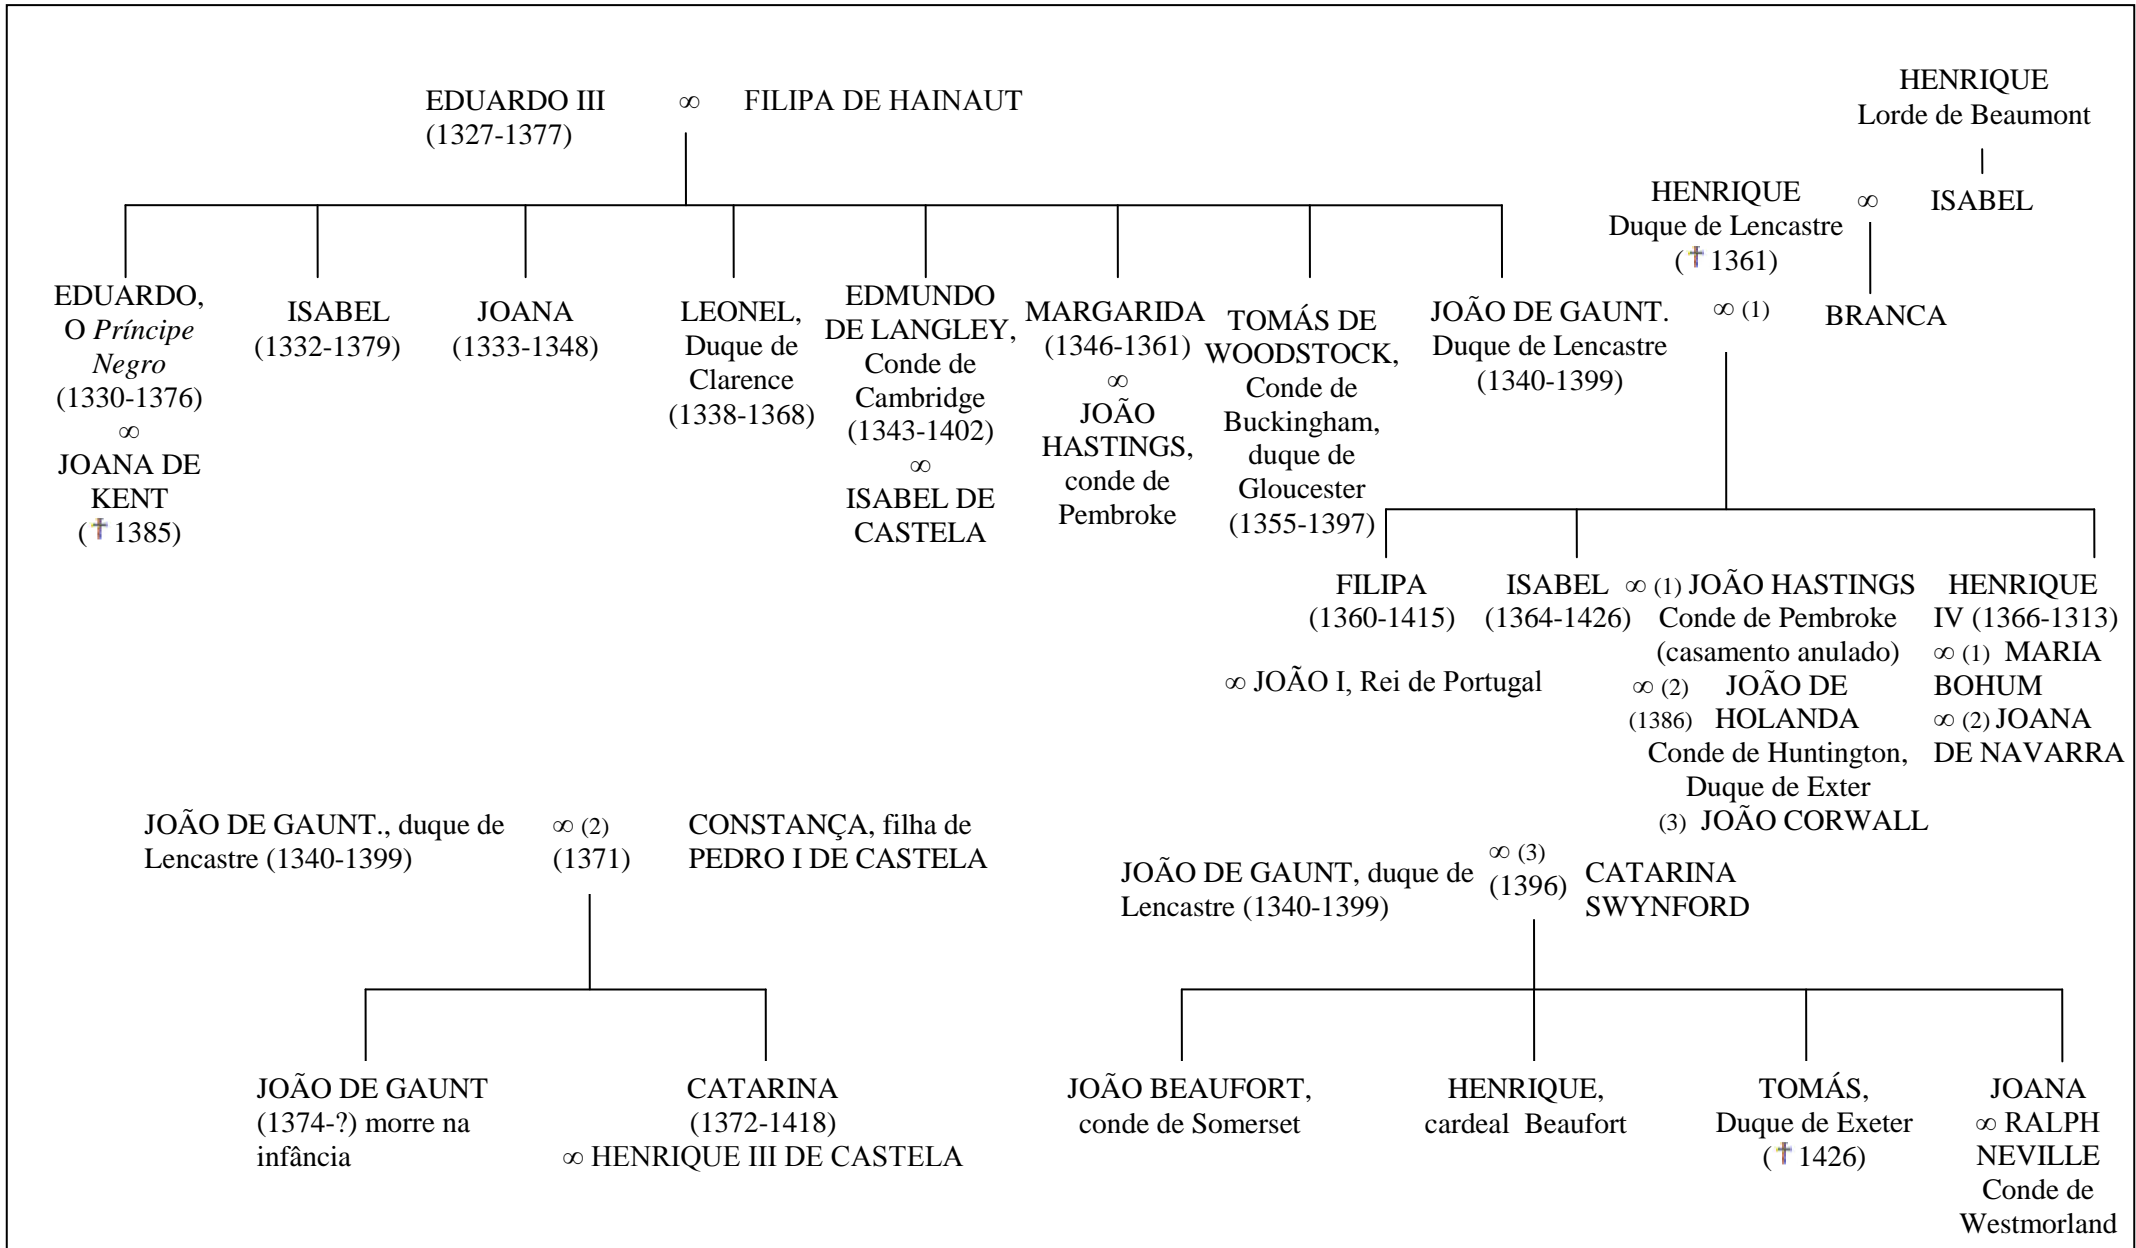 EDUARDO III ∞ FILIPA DE HAINAUT
(1327-1377)
HENRIQUE
Lorde de Beaumont
HENRIQUE
Duque de Lencastre
(† 1361)
∞
ISABEL
EDUARDO,
O Príncipe
Negro
(1330-1376)
∞
JOANA DE
KENT
(† 1385)
ISABEL
(1332-1379)
JOANA
(1333-1348)
LEONEL,
Duque de
Clarence
(1338-1368)
EDMUNDO
DE LANGLEY,
Conde de
Cambridge
(1343-1402)
∞
ISABEL DE
CASTELA
MARGARIDA
(1346-1361)
∞
JOÃO
HASTINGS,
conde de
Pembroke
TOMÁS DE
WOODSTOCK,
Conde de
Buckingham,
duque de
Gloucester
(1355-1397)
JOÃO DE GAUNT.
Duque de Lencastre
(1340-1399)
∞ (1)
BRANCA
FILIPA
(1360-1415)
∞ JOÃO I, Rei de Portugal
ISABEL
(1364-1426)
∞ (1) JOÃO HASTINGS
Conde de Pembroke
(casamento anulado)
∞ (2) JOÃO DE
(1386) HOLANDA
Conde de Huntington,
Duque de Exter
(3) JOÃO CORWALL
HENRIQUE
IV (1366-1313)
∞ (1) MARIA
BOHUM
∞ (2) JOANA
DE NAVARRA
JOÃO DE GAUNT., duque de
Lencastre (1340-1399)
∞ (2)
(1371)
CONSTANÇA, filha de
PEDRO I DE CASTELA
JOÃO DE GAUNT, duque de
Lencastre (1340-1399)
∞ (3)
(1396)
CATARINA
SWYNFORD
JOÃO DE GAUNT
(1374-?) morre na
infância
CATARINA
(1372-1418)
∞ HENRIQUE III DE CASTELA
JOÃO BEAUFORT,
conde de Somerset
HENRIQUE,
cardeal Beaufort
TOMÁS,
Duque de Exeter
(† 1426)
JOANA
∞ RALPH
NEVILLE
Conde de
Westmorland